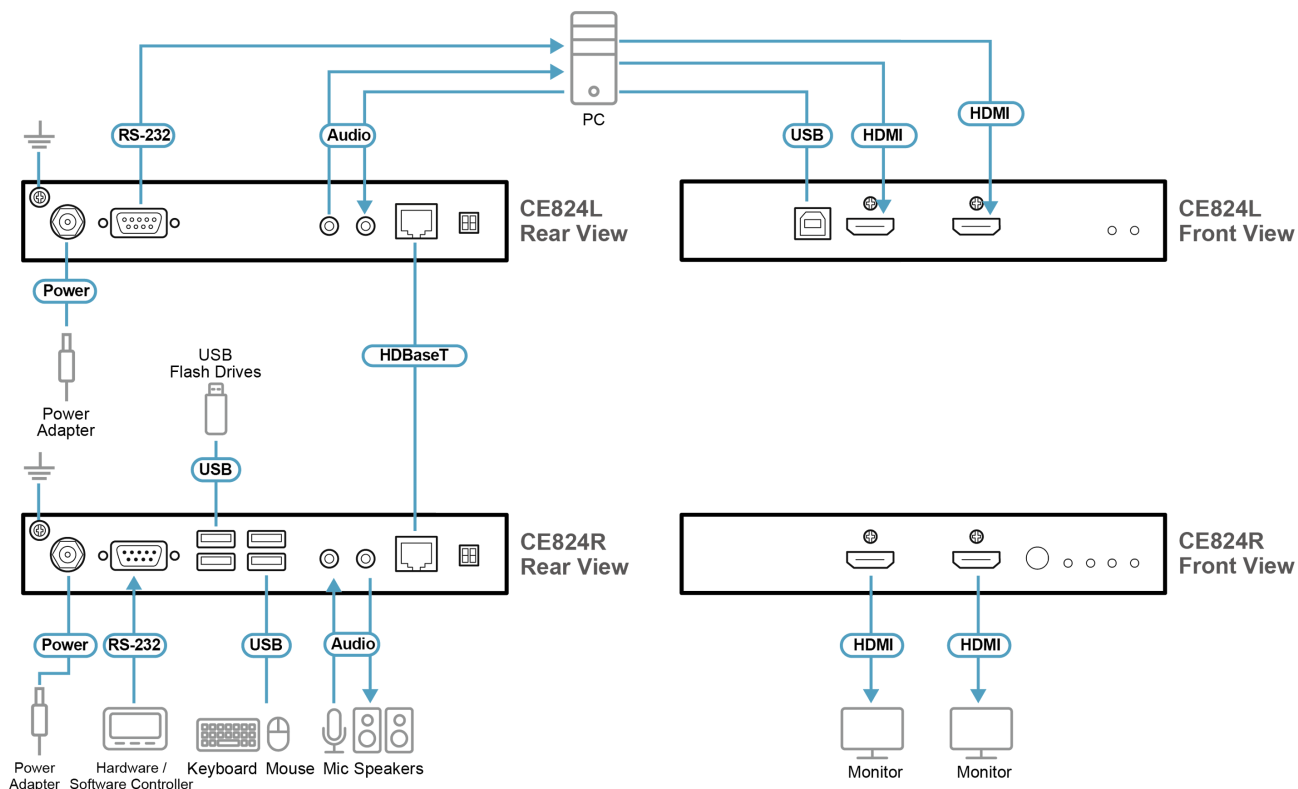 PC
RS-232
Audio
USB
HDMI
HDMI
CE824L
Rear View
CE824L
Front View
Power
Power
Adapter
USB
Flash Drives
HDBaseT
USB
CE824R
Rear View
CE824R
Front View
Power
RS-232
USB
Audio
HDMI
HDMI
Power
Adapter
Hardware /
Software Controller
Keyboard
Mouse
Mic
Speakers
Monitor
Monitor